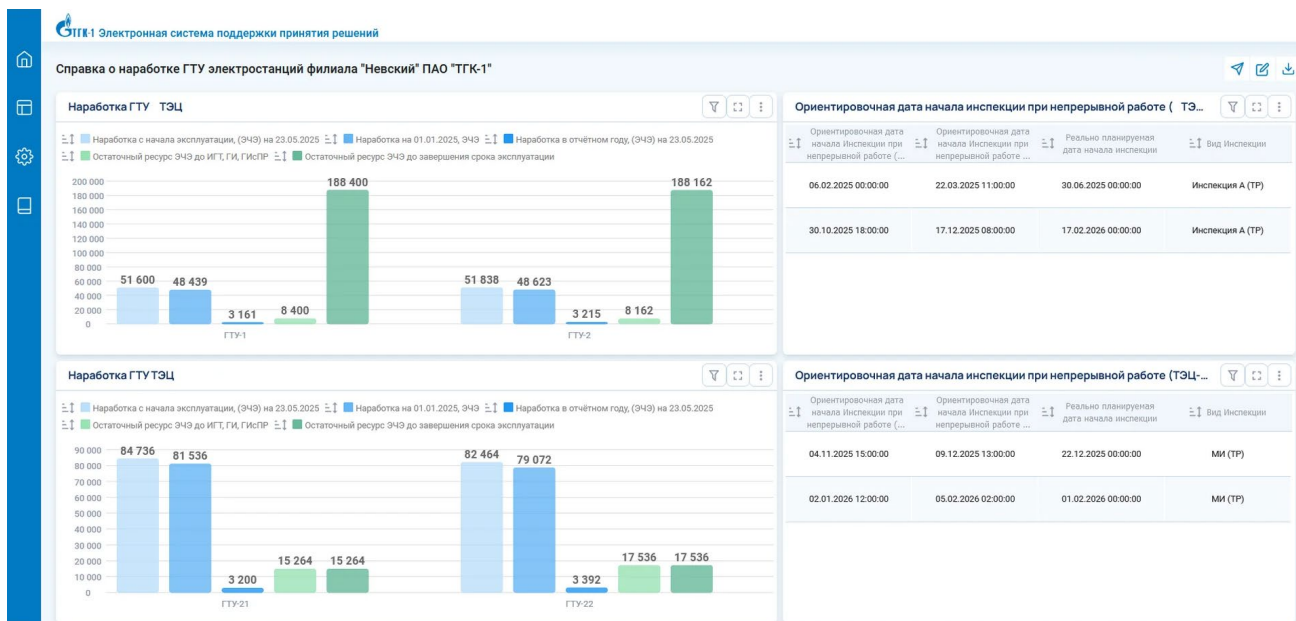 ТГК-1 Электронная система поддержки принятия решений
Справка о наработке ГТУ электростанций филиала "Невский" ПАО "ТГК-1"
Наработка ГТУ ТЭЦ
Наработка с начала эксплуатации, (ЭЧЭ) на 23.05.2025 Наработка на 01.01.2025, ЭЧЭ Наработка в отчётном году, (ЭЧЭ) на 23.05.2025
Остаточный ресурс ЭЧЭ до ИГТ, ГИ, ГИсПР Остаточный ресурс ЭЧЭ до завершения срока эксплуатации
200 000
180 000
160 000
140 000
120 000
100 000
80 000
60 000
40 000
20 000
0
51 600 48 439 3 161 8 400 188 400
51 838 48 623 3 215 8 162 188 162
ГТУ-1 ГТУ-2
Ориентировочная дата начала инспекции при непрерывной работе ( ТЭ...
Ориентировочная дата начала Инспекции при непрерывной работе (...
Ориентировочная дата начала Инспекции при непрерывной работе ...
Реально планируемая дата начала инспекции
Вид Инспекции
06.02.2025 00:00:00 22.03.2025 11:00:00 30.06.2025 00:00:00 Инспекция А (ТР)
30.10.2025 18:00:00 17.12.2025 08:00:00 17.02.2026 00:00:00 Инспекция А (ТР)
Наработка ГТУ ТЭЦ
Наработка с начала эксплуатации, (ЭЧЭ) на 23.05.2025 Наработка на 01.01.2025, ЭЧЭ Наработка в отчётном году, (ЭЧЭ) на 23.05.2025
Остаточный ресурс ЭЧЭ до ИГТ, ГИ, ГИсПР Остаточный ресурс ЭЧЭ до завершения срока эксплуатации
90 000
80 000
70 000
60 000
50 000
40 000
30 000
20 000
10 000
0
84 736 81 536 3 200 15 264 15 264
82 464 79 072 3 392 17 536 17 536
ГТУ-21 ГТУ-22
Ориентировочная дата начала инспекции при непрерывной работе (ТЭЦ-...
Ориентировочная дата начала Инспекции при непрерывной работе (...
Ориентировочная дата начала Инспекции при непрерывной работе ...
Реально планируемая дата начала инспекции
Вид Инспекции
04.11.2025 15:00:00 09.12.2025 13:00:00 22.12.2025 00:00:00 МИ (ТР)
02.01.2026 12:00:00 05.02.2026 02:00:00 01.02.2026 00:00:00 МИ (ТР)